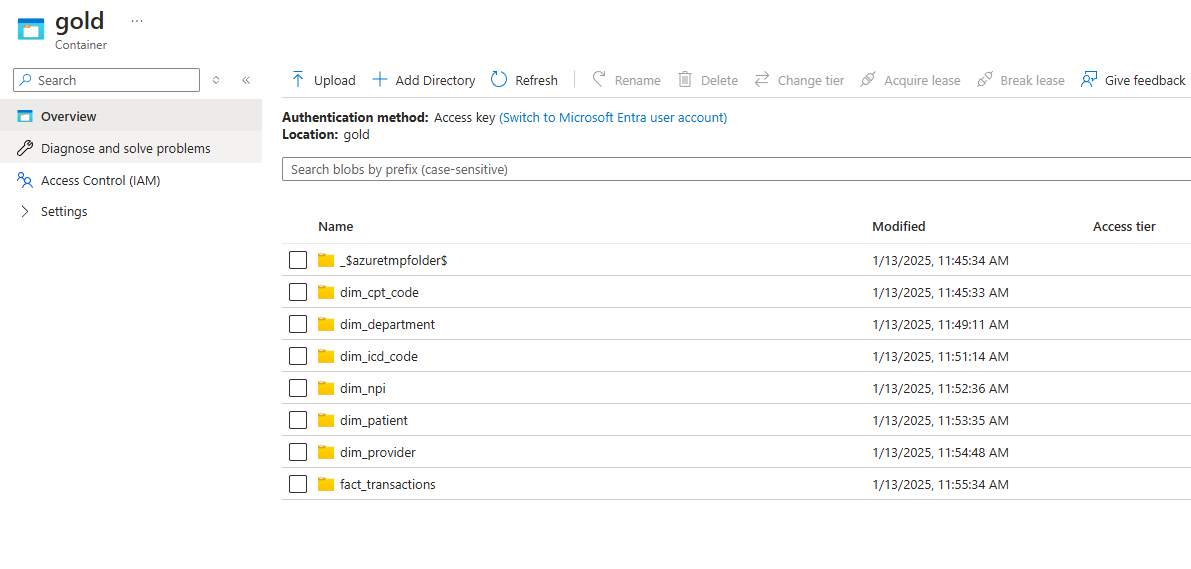 gold ...
Container
Search
Upload Add Directory Refresh Rename Delete Change tier Acquire lease Break lease Give feedback
Overview
Diagnose and solve problems
Access Control (IAM)
Settings
Authentication method: Access key (Switch to Microsoft Entra user account)
Location: gold
Search blobs by prefix (case-sensitive)
Name Modified Access tier
_$azuretmpfolder$ 1/13/2025, 11:45:34 AM
dim_cpt_code 1/13/2025, 11:45:33 AM
dim_department 1/13/2025, 11:49:11 AM
dim_icd_code 1/13/2025, 11:51:14 AM
dim_npi 1/13/2025, 11:52:36 AM
dim_patient 1/13/2025, 11:53:35 AM
dim_provider 1/13/2025, 11:54:48 AM
fact_transactions 1/13/2025, 11:55:34 AM